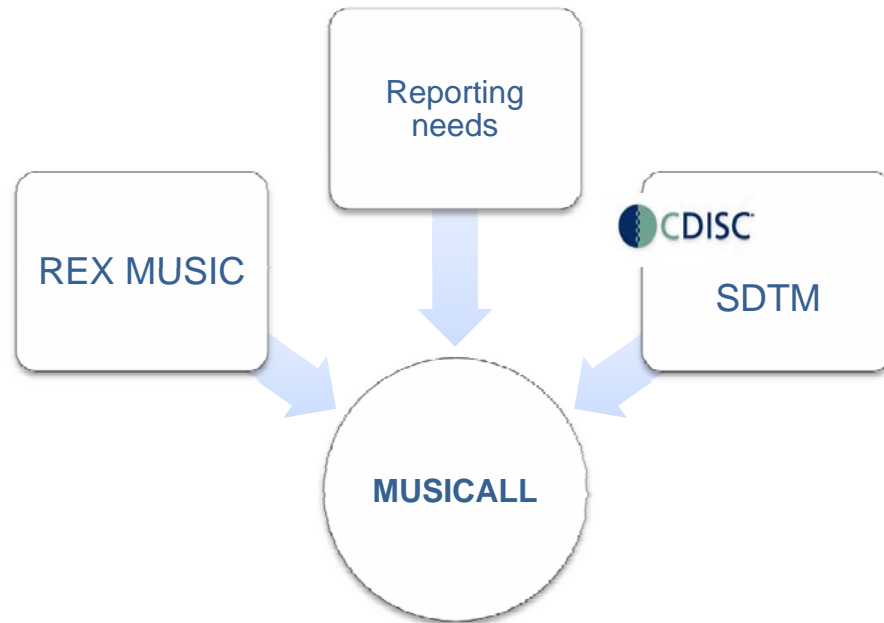 Reporting
needs
REX MUSIC
CDISC
SDTM
MUSICALL